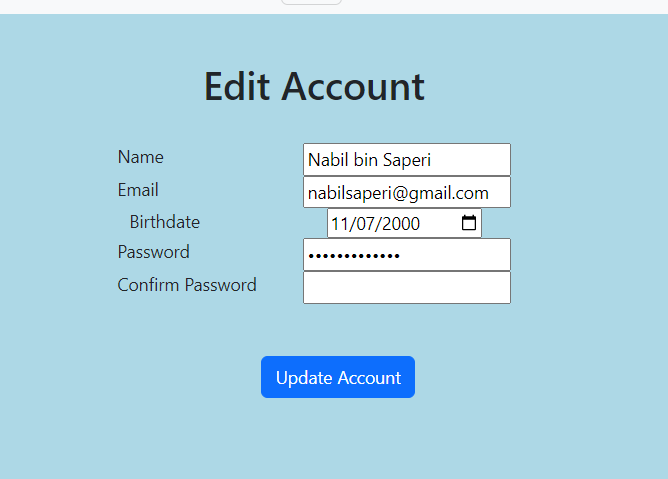 Edit Account
Name Nabil bin Saperi
Email nabilsaperi@gmail.com
Birthdate 11/07/2000
Password •••••••••••••
Confirm Password
Update Account